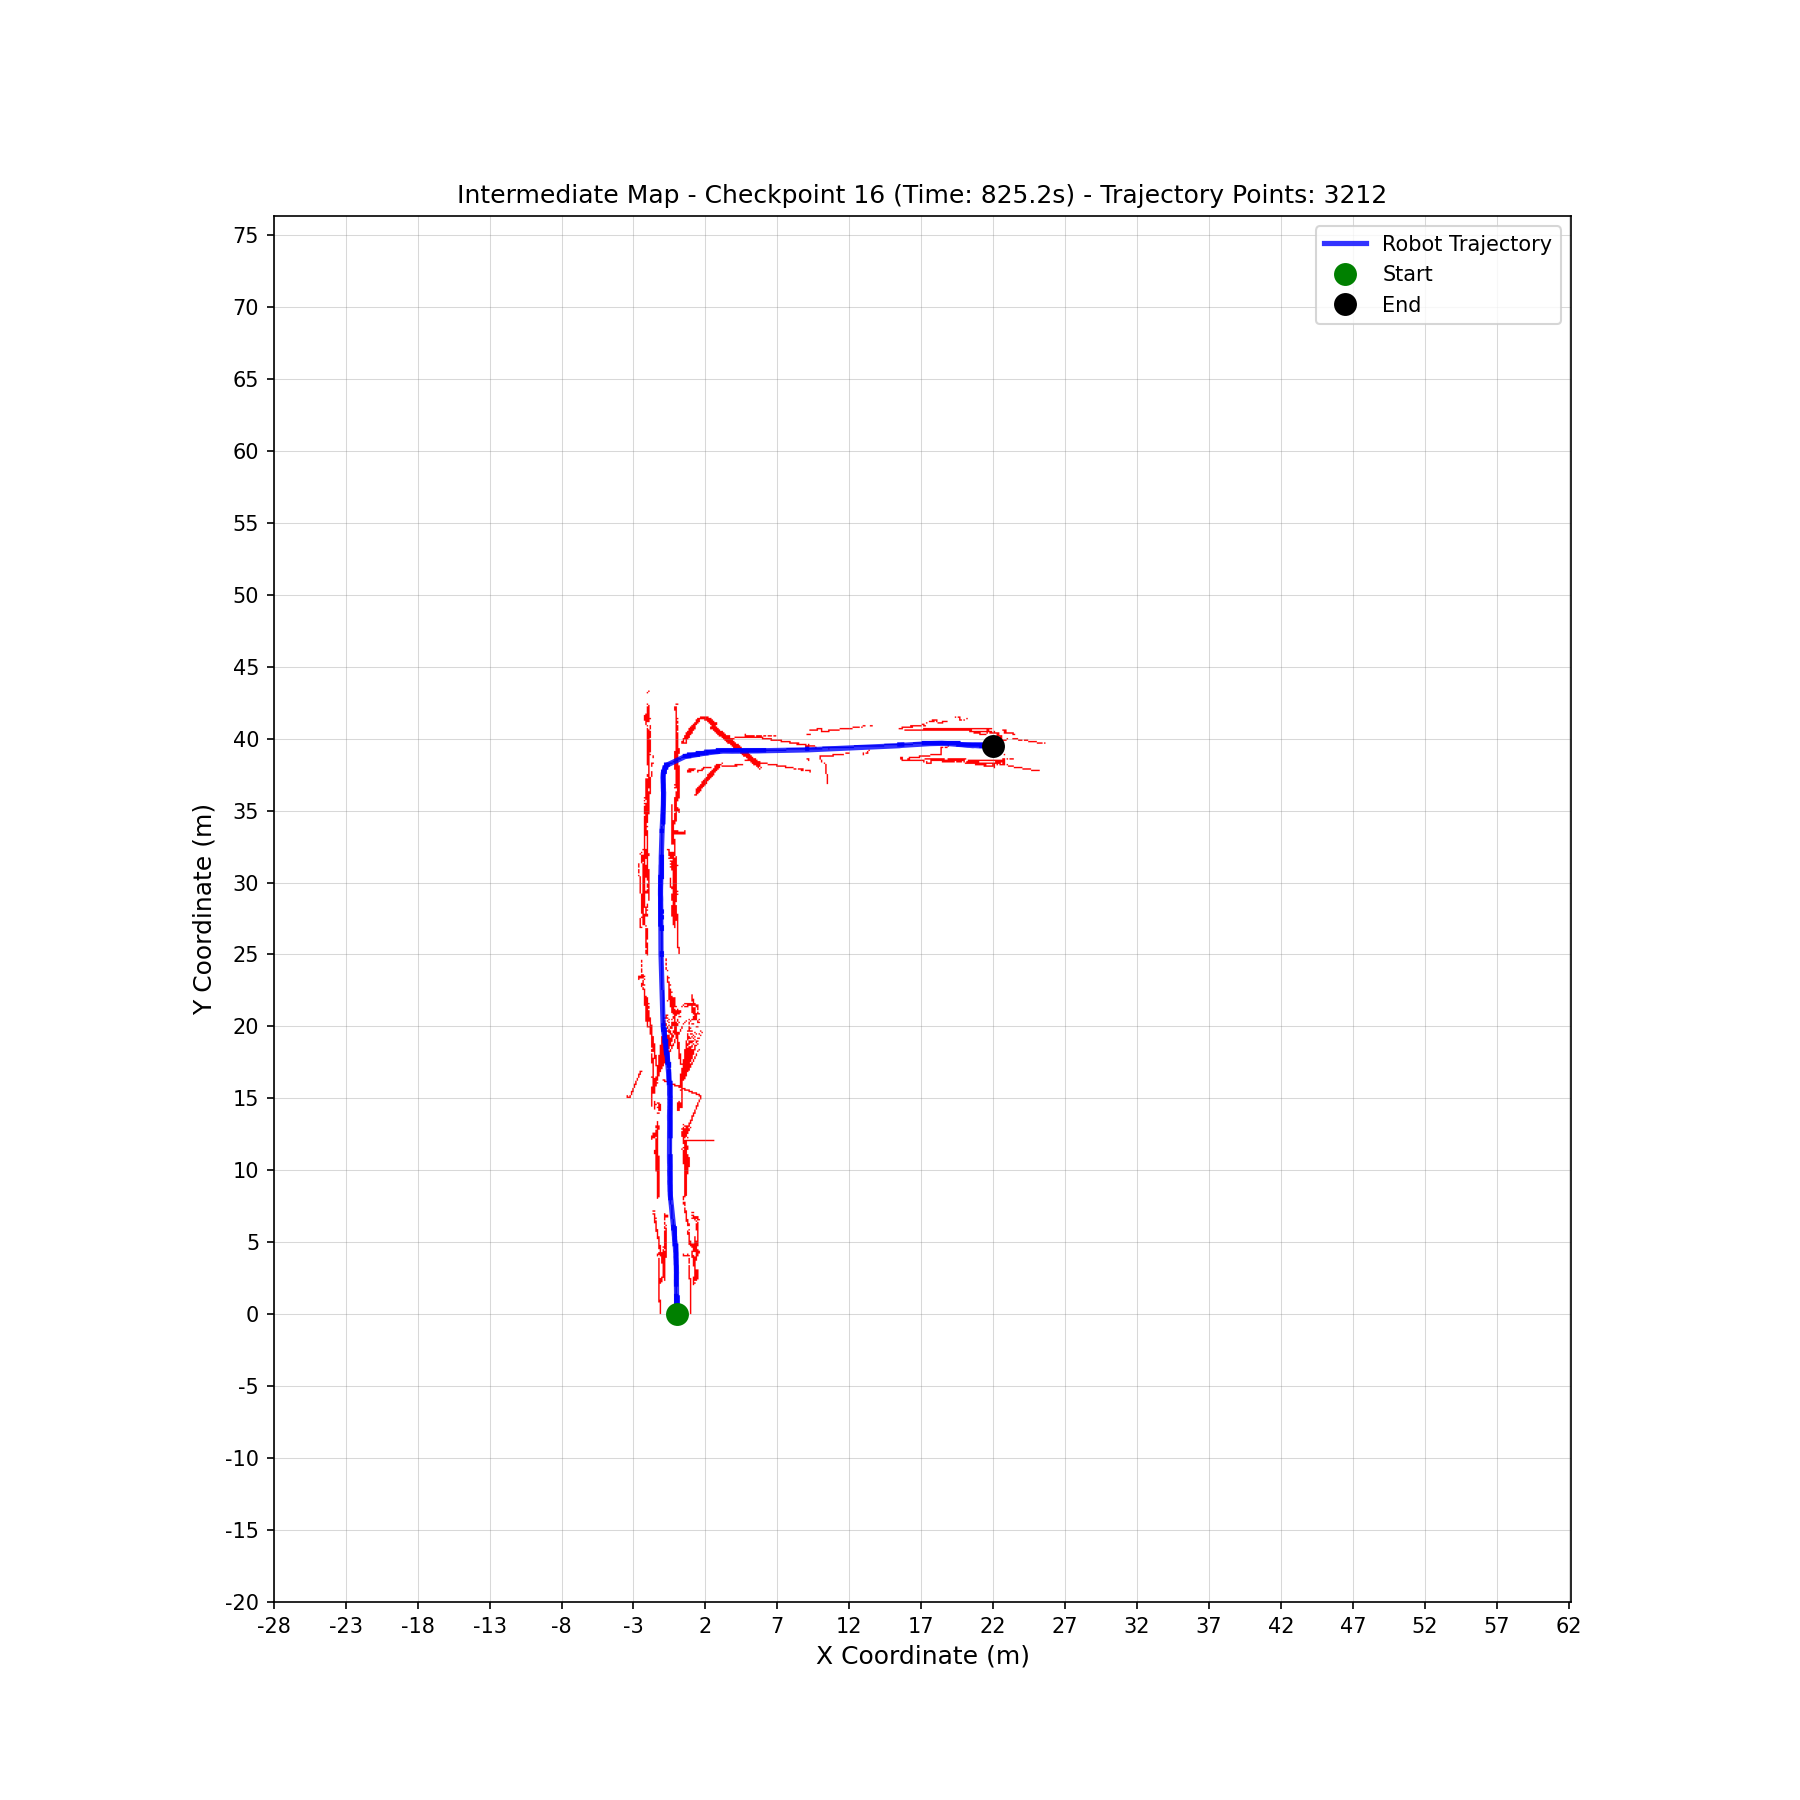 Intermediate Map - Checkpoint 16 (Time: 825.2s) - Trajectory Points: 3212
Robot Trajectory
Start
End
75
70
65
60
55
50
45
40
35
30
25
20
15
10
5
0
-5
-10
-15
-20
Y Coordinate (m)
-28 -23 -18 -13 -8 -3 2 7 12 17 22 27 32 37 42 47 52 57 62
X Coordinate (m)